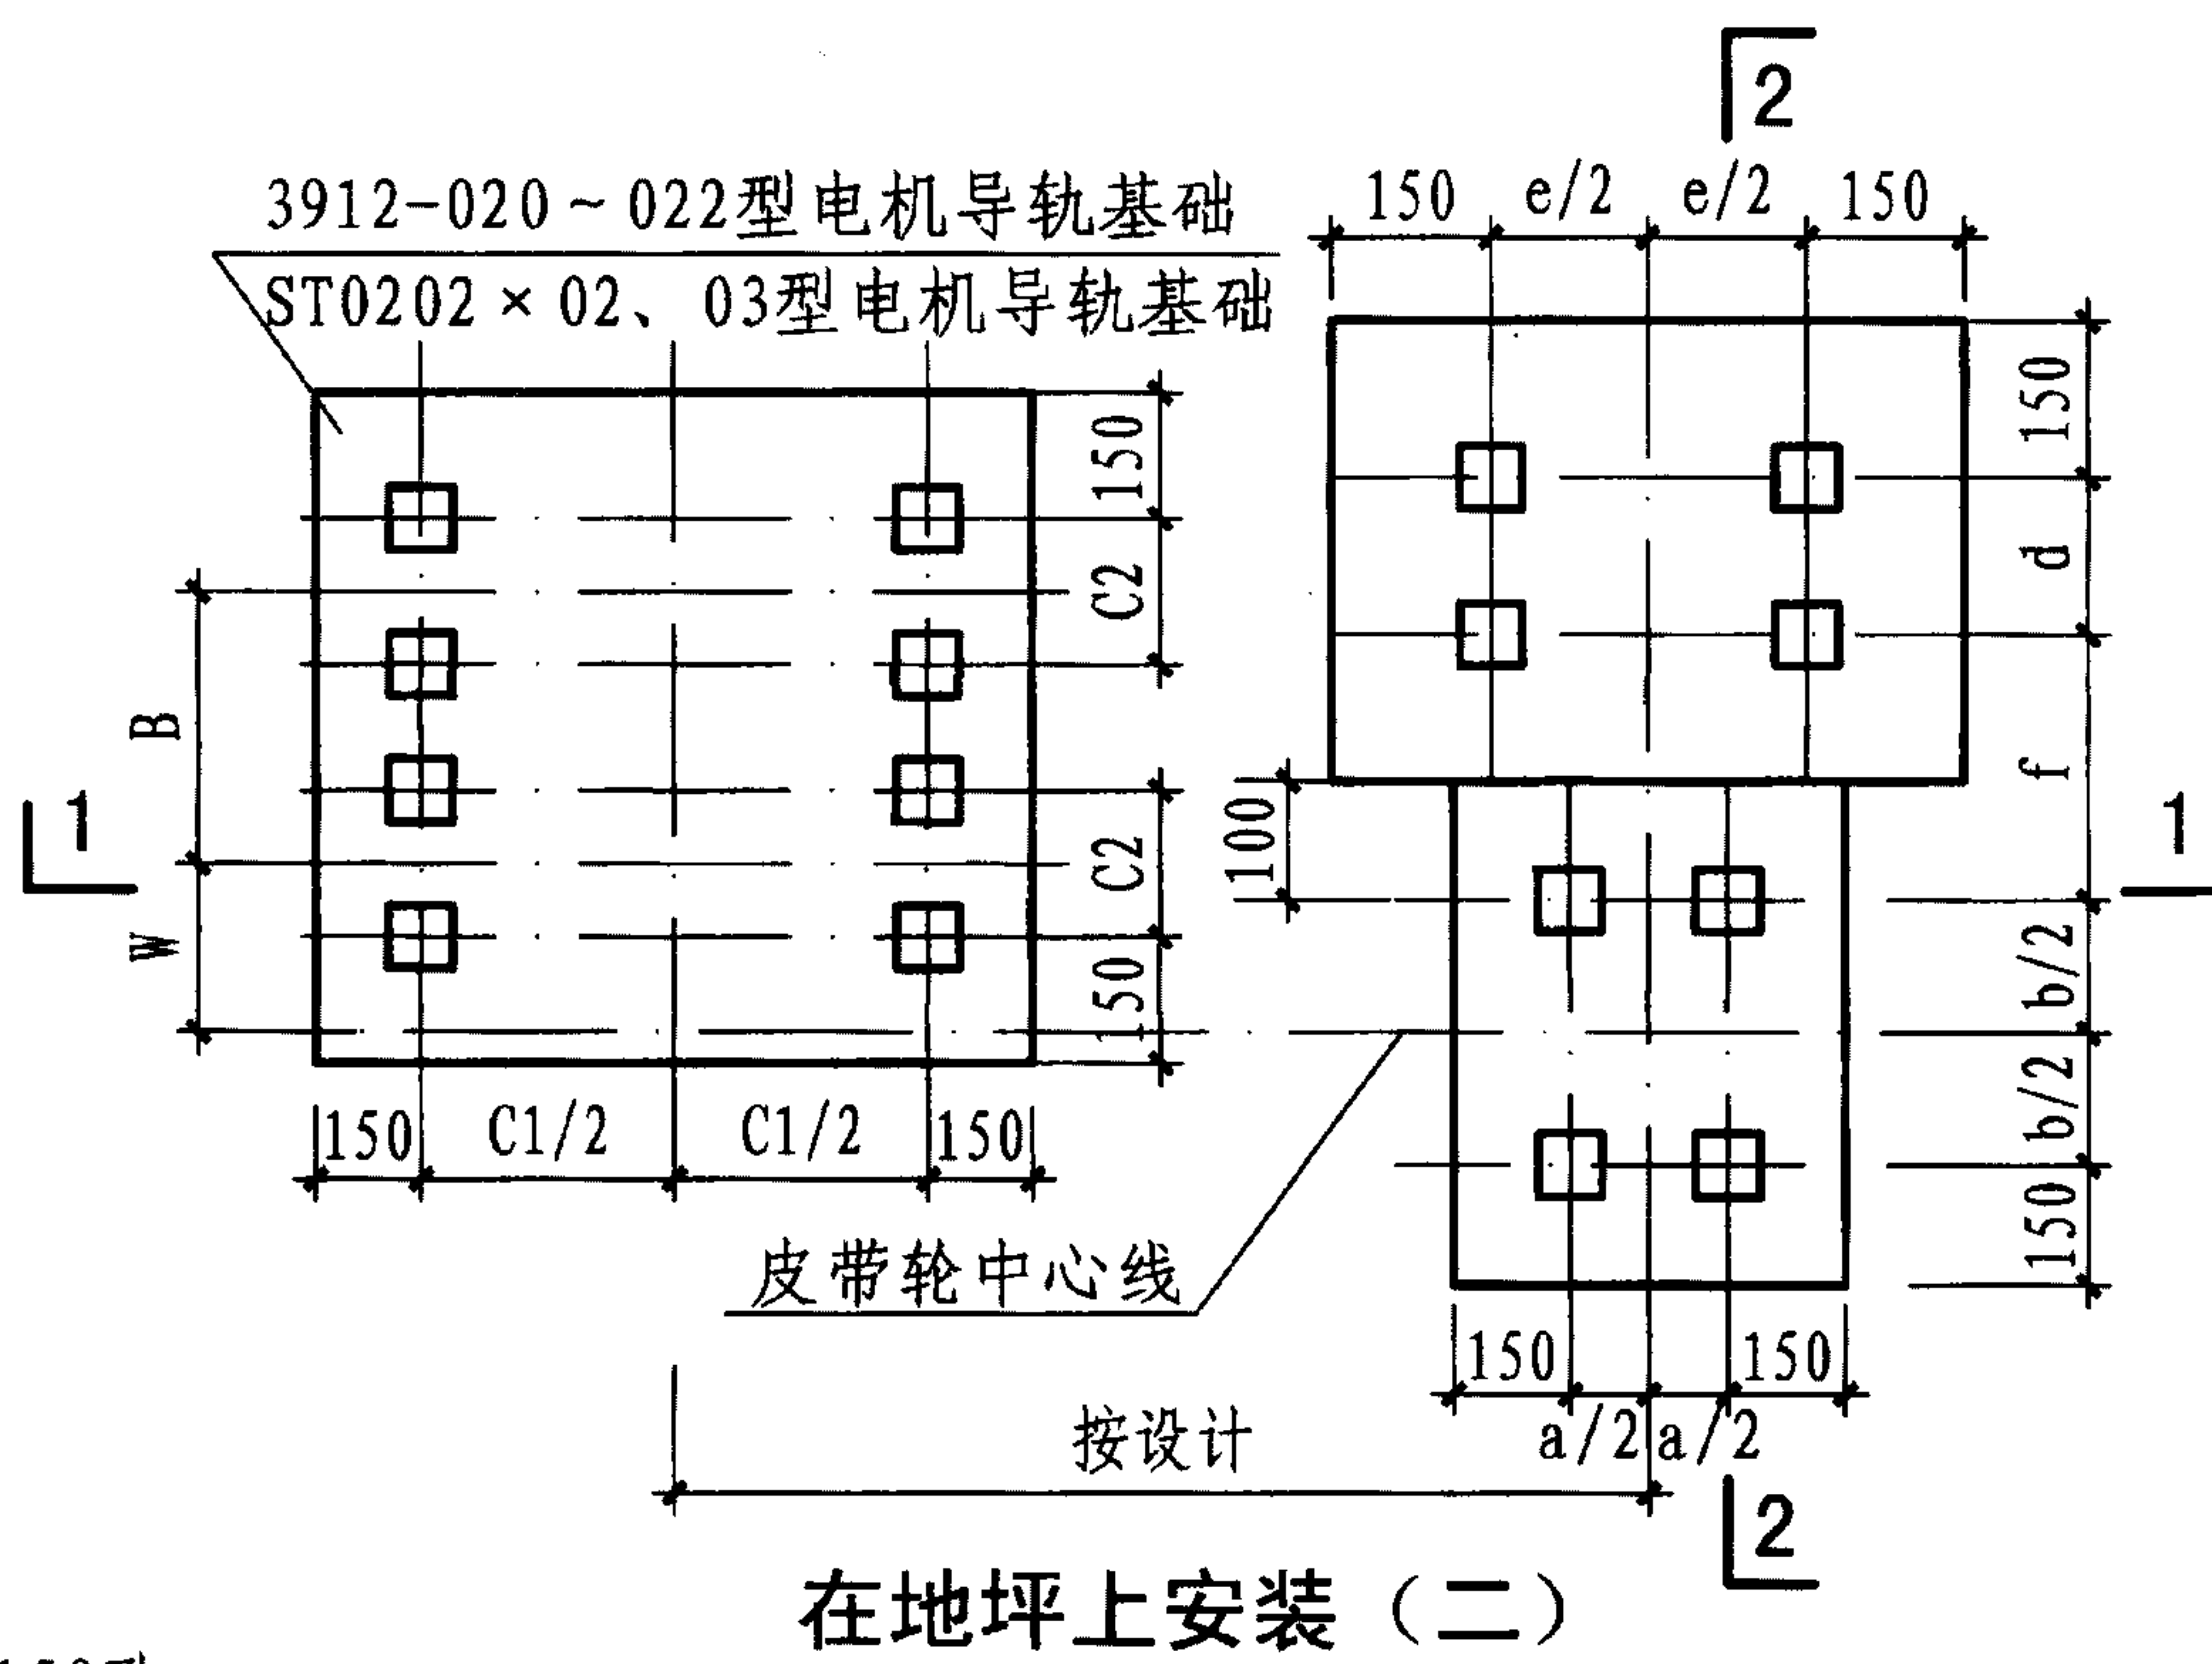 2
3912-020～022型电机导轨基础
ST0202×02、03型电机导轨基础
150 e/2 e/2 150
150
C2
C2
150
B
W
1
150
d
f
b/2
b/2
150
100
1
150 C1/2 C1/2 150
皮带轮中心线
150 150
a/2 a/2
按设计
2
在地坪上安装（二）